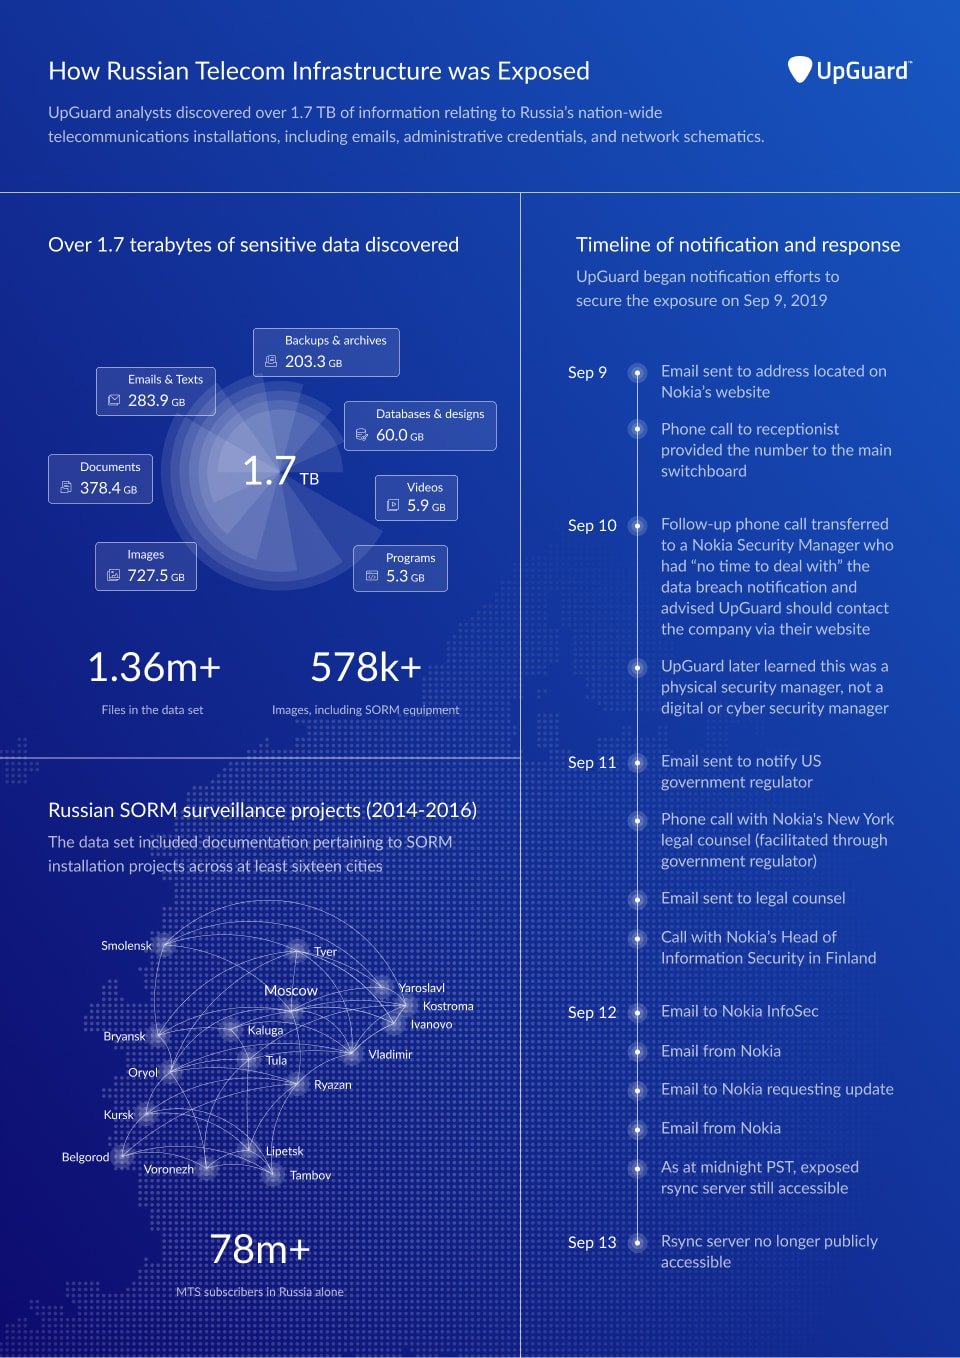 How Russian Telecom Infrastructure was Exposed
UpGuard™
UpGuard analysts discovered over 1.7 TB of information relating to Russia's nation-wide
telecommunications installations, including emails, administrative credentials, and network schematics.
Over 1.7 terabytes of sensitive data discovered
Backups & archives
203.3 GB
Emails & Texts
283.9 GB
Databases & designs
60.0 GB
Documents
378.4 GB
1.7 TB
Videos
5.9 GB
Images
727.5 GB
Programs
5.3 GB
1.36m+
Files in the data set
578k+
Images, including SORM equipment
Russian SORM surveillance projects (2014-2016)
The data set included documentation pertaining to SORM
installation projects across at least sixteen cities
Smolensk
Tver
Moscow
Yaroslavl
Kostroma
Ivanovo
Bryansk
Kaluga
Vladimir
Tula
Oryol
Ryazan
Kursk
Belgorod
Voronezh
Lipetsk
Tambov
78m+
MTS subscribers in Russia alone
Timeline of notification and response
UpGuard began notification efforts to
secure the exposure on Sep 9, 2019
Sep 9
Email sent to address located on
Nokia's website
Phone call to receptionist
provided the number to the main
switchboard
Sep 10
Follow-up phone call transferred
to a Nokia Security Manager who
had “no time to deal with” the
data breach notification and
advised UpGuard should contact
the company via their website
UpGuard later learned this was a
physical security manager, not a
digital or cyber security manager
Sep 11
Email sent to notify US
government regulator
Phone call with Nokia's New York
legal counsel (facilitated through
government regulator)
Email sent to legal counsel
Call with Nokia's Head of
Information Security in Finland
Sep 12
Email to Nokia InfoSec
Email from Nokia
Email to Nokia requesting update
Email from Nokia
As at midnight PST, exposed
rsync server still accessible
Sep 13
Rsync server no longer publicly
accessible